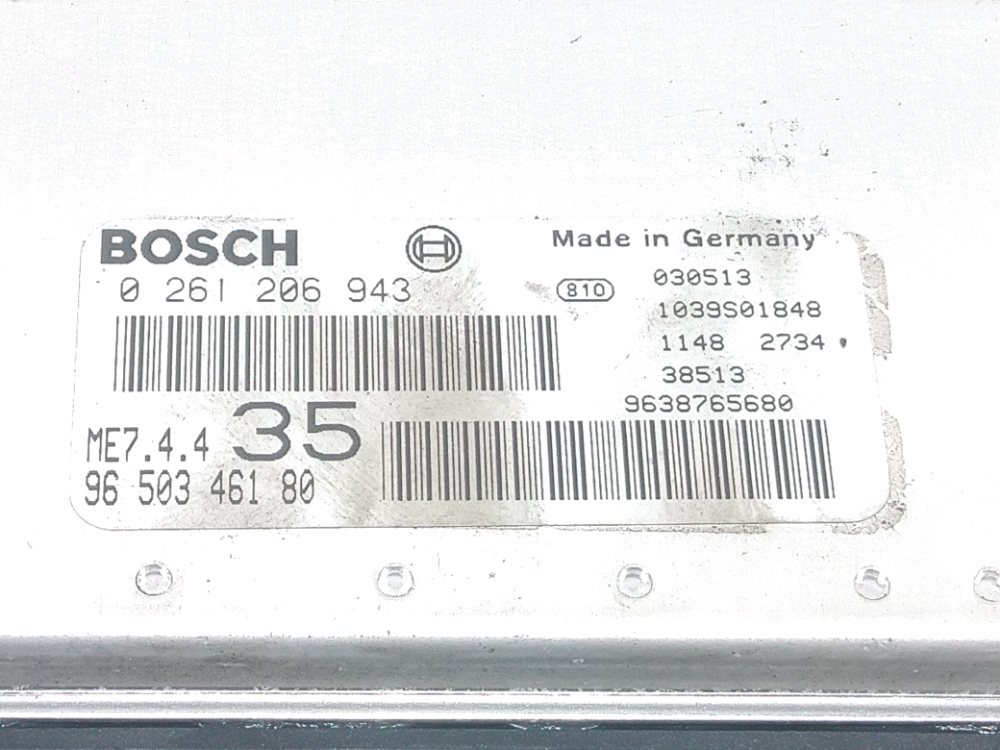 BOSCH
Made in Germany
0 261 206 943
810
030513
1039S01848
1148 2734
38513
9638765680
ME7.4.4
35
96 503 461 80